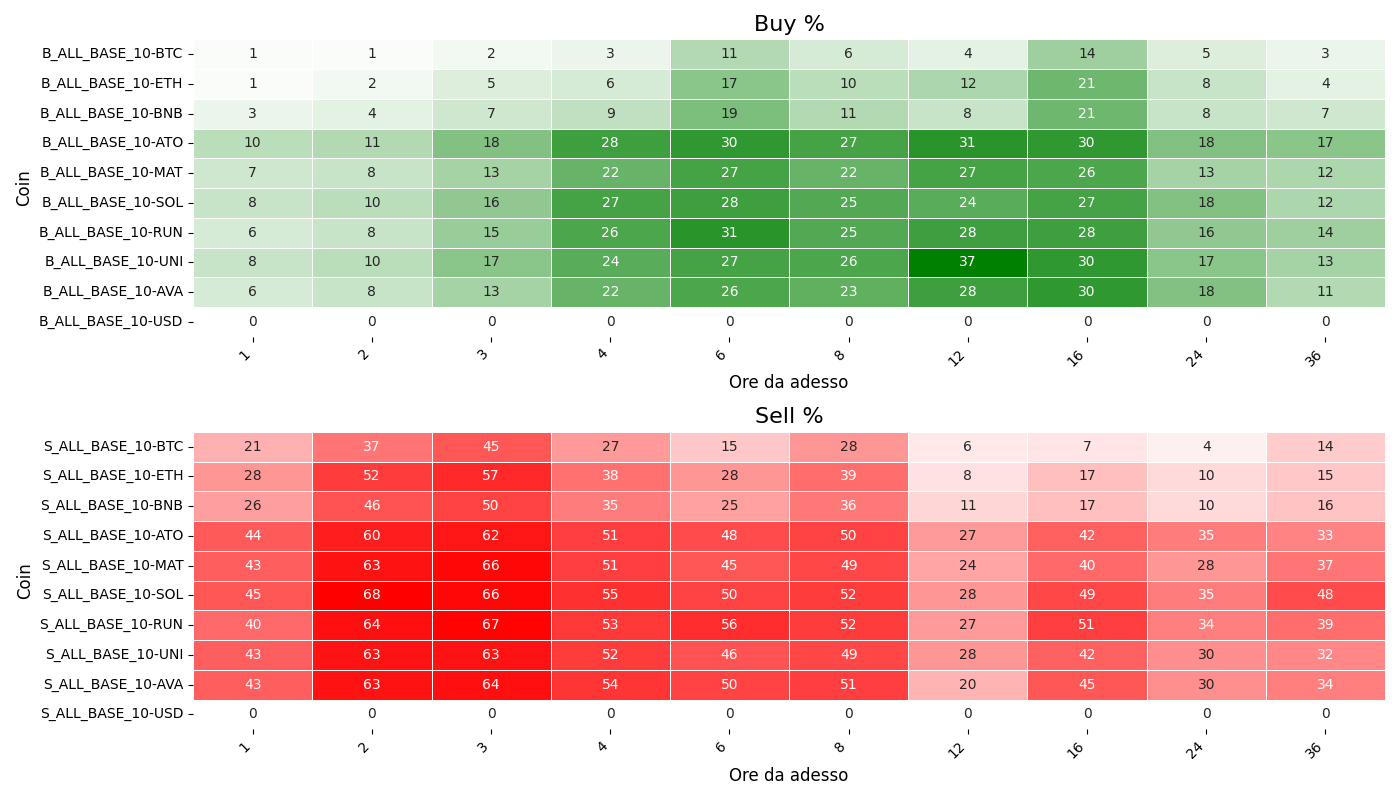 Buy %
Coin
B_ALL_BASE_10-BTC 1 1 2 3 11 6 4 14 5 3
B_ALL_BASE_10-ETH 1 2 5 6 17 10 12 21 8 4
B_ALL_BASE_10-BNB 3 4 7 9 19 11 8 21 8 7
B_ALL_BASE_10-ATO 10 11 18 28 30 27 31 30 18 17
B_ALL_BASE_10-MAT 7 8 13 22 27 22 27 26 13 12
B_ALL_BASE_10-SOL 8 10 16 27 28 25 24 27 18 12
B_ALL_BASE_10-RUN 6 8 15 26 31 25 28 28 16 14
B_ALL_BASE_10-UNI 8 10 17 24 27 26 37 30 17 13
B_ALL_BASE_10-AVA 6 8 13 22 26 23 28 30 18 11
B_ALL_BASE_10-USD 0 0 0 0 0 0 0 0 0 0
1 2 3 4 6 8 12 16 24 36
Ore da adesso
Sell %
Coin
S_ALL_BASE_10-BTC 21 37 45 27 15 28 6 7 4 14
S_ALL_BASE_10-ETH 28 52 57 38 28 39 8 17 10 15
S_ALL_BASE_10-BNB 26 46 50 35 25 36 11 17 10 16
S_ALL_BASE_10-ATO 44 60 62 51 48 50 27 42 35 33
S_ALL_BASE_10-MAT 43 63 66 51 45 49 24 40 28 37
S_ALL_BASE_10-SOL 45 68 66 55 50 52 28 49 35 48
S_ALL_BASE_10-RUN 40 64 67 53 56 52 27 51 34 39
S_ALL_BASE_10-UNI 43 63 63 52 46 49 28 42 30 32
S_ALL_BASE_10-AVA 43 63 64 54 50 51 20 45 30 34
S_ALL_BASE_10-USD 0 0 0 0 0 0 0 0 0 0
1 2 3 4 6 8 12 16 24 36
Ore da adesso